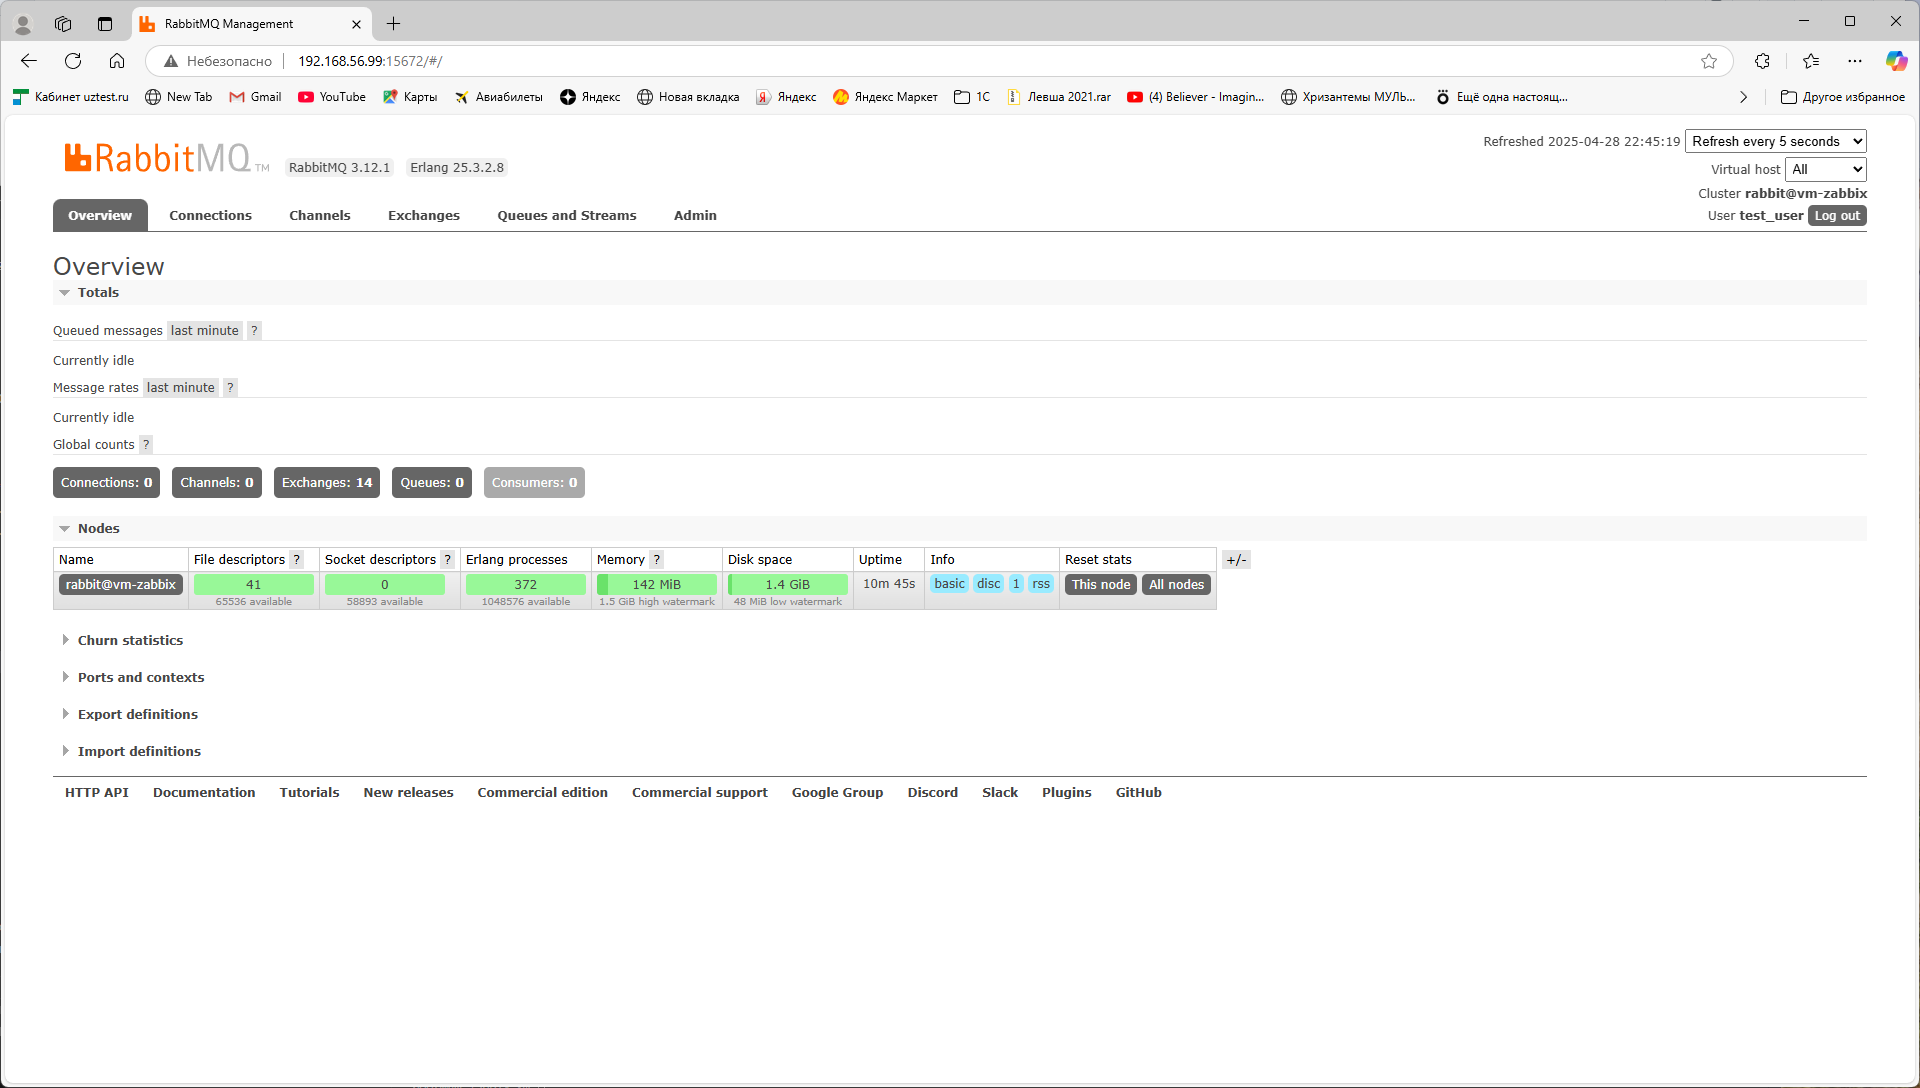 RabbitMQ Management
Небезопасно 192.168.56.99:15672/#/
Кабинет uztest.ru New Tab Gmail YouTube Карты Авиабилеты Яндекс Новая вкладка Яндекс Яндекс Маркет 1С Левша 2021.rar (4) Believer - Imagin... Хризантемы МУЛЬ... Ещё одна настоящ... Другое избранное
Refreshed 2025-04-28 22:45:19 Refresh every 5 seconds
RabbitMQ TM RabbitMQ 3.12.1 Erlang 25.3.2.8
Virtual host All
Cluster rabbit@vm-zabbix
Overview Connections Channels Exchanges Queues and Streams Admin
User test_user Log out
Overview
Totals
Queued messages last minute ?
Currently idle
Message rates last minute ?
Currently idle
Global counts ?
Connections: 0 Channels: 0 Exchanges: 14 Queues: 0 Consumers: 0
Nodes
Name File descriptors ? Socket descriptors ? Erlang processes Memory ? Disk space Uptime Info Reset stats +/-
rabbit@vm-zabbix 41 0 372 142 MiB 1.4 GiB 10m 45s basic disc 1 rss This node All nodes
65536 available 58893 available 1048576 available 1.5 GiB high watermark 48 MiB low watermark
Churn statistics
Ports and contexts
Export definitions
Import definitions
HTTP API Documentation Tutorials New releases Commercial edition Commercial support Google Group Discord Slack Plugins GitHub